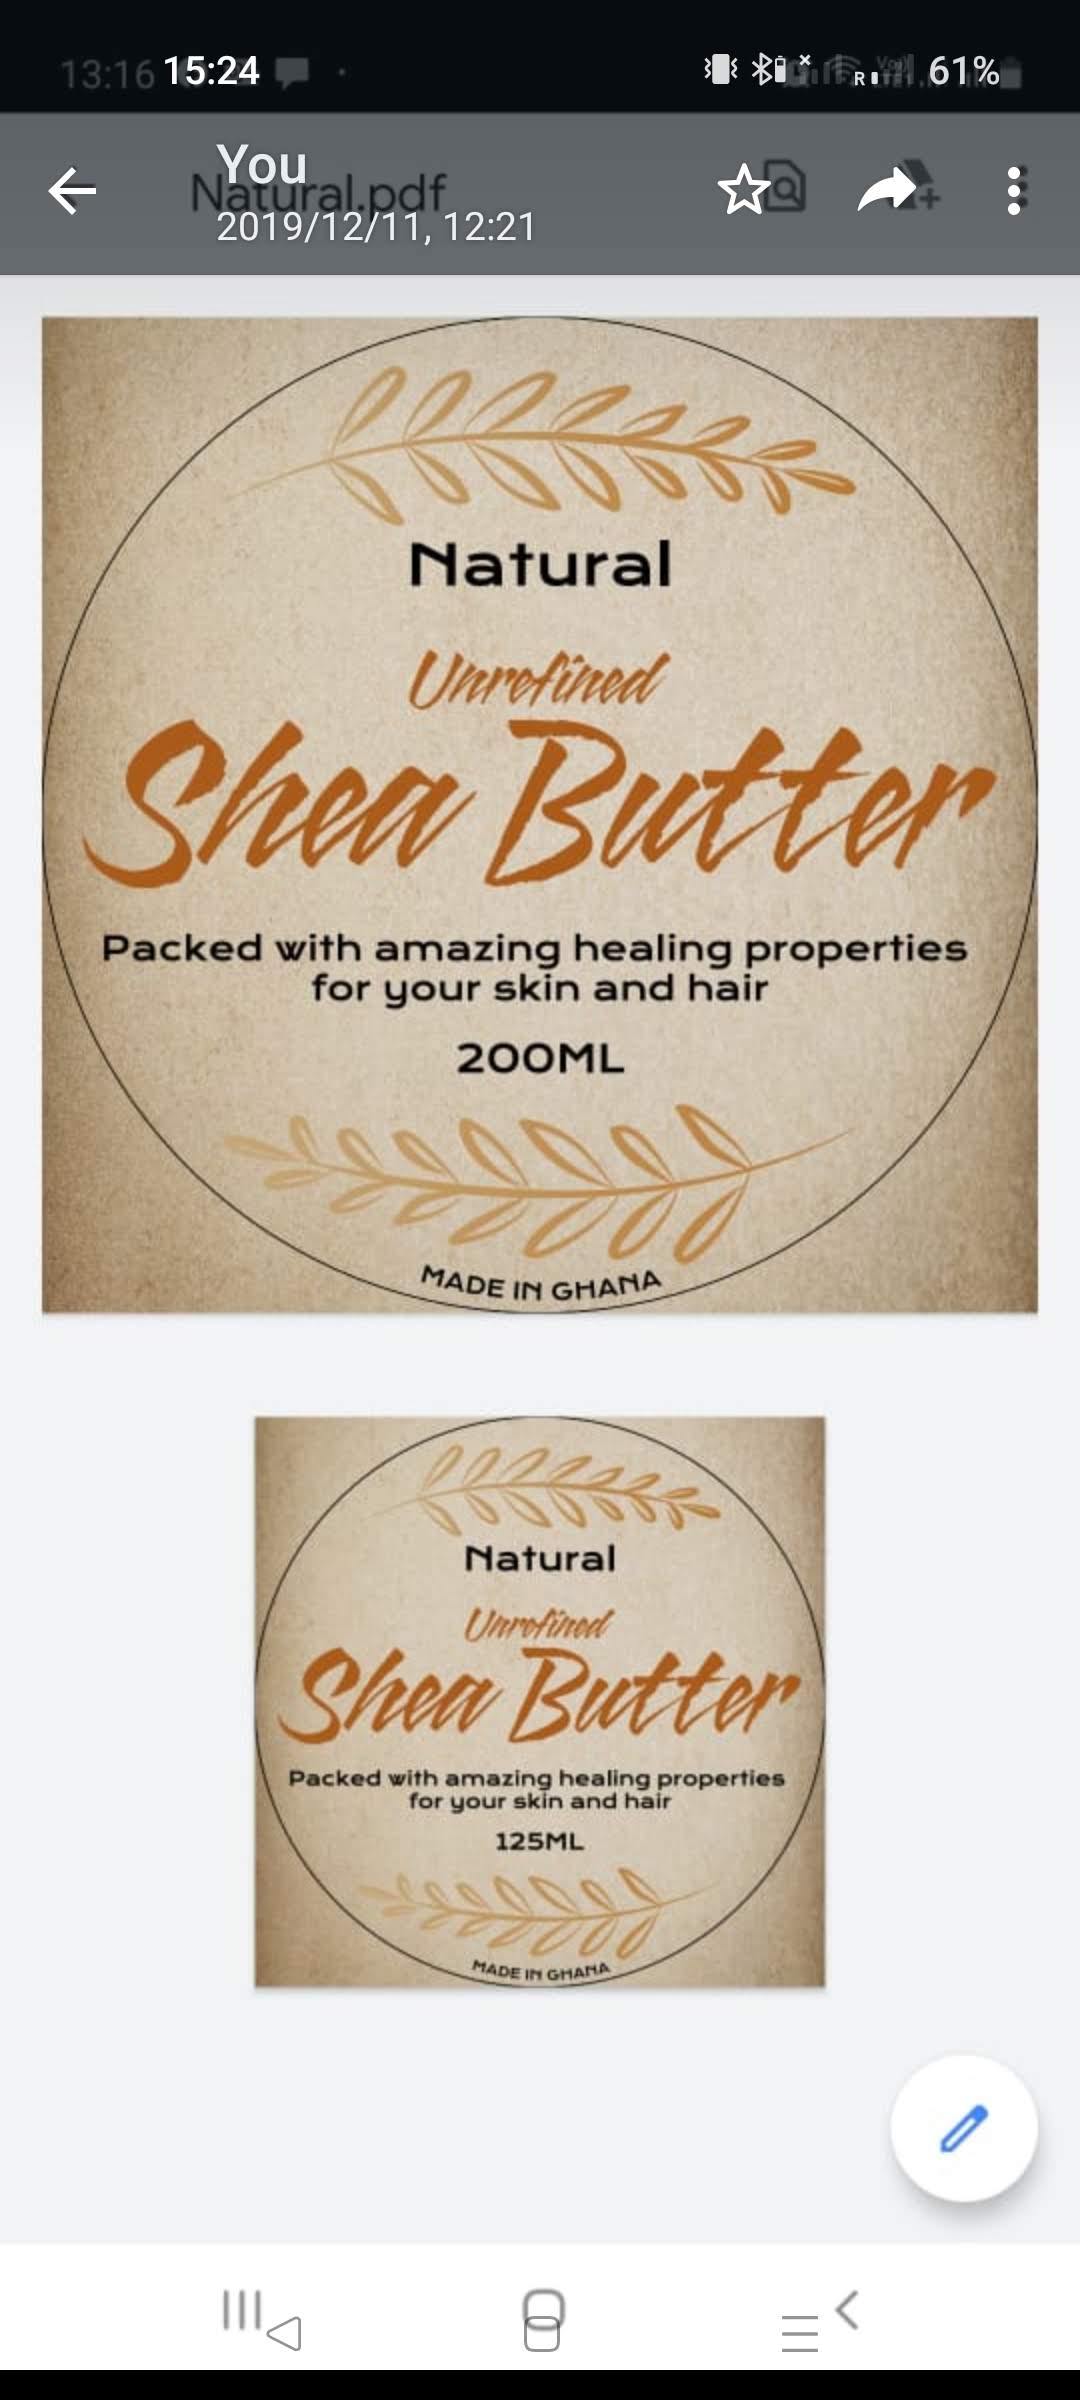 13:16 15:24 61%
You
Natural.pdf
2019/12/11, 12:21
Natural
Unrefined
Shea Butter
Packed with amazing healing properties
for your skin and hair
200ML
MADE IN GHANA
Natural
Unrefined
Shea Butter
Packed with amazing healing properties
for your skin and hair
125ML
MADE IN GHANA